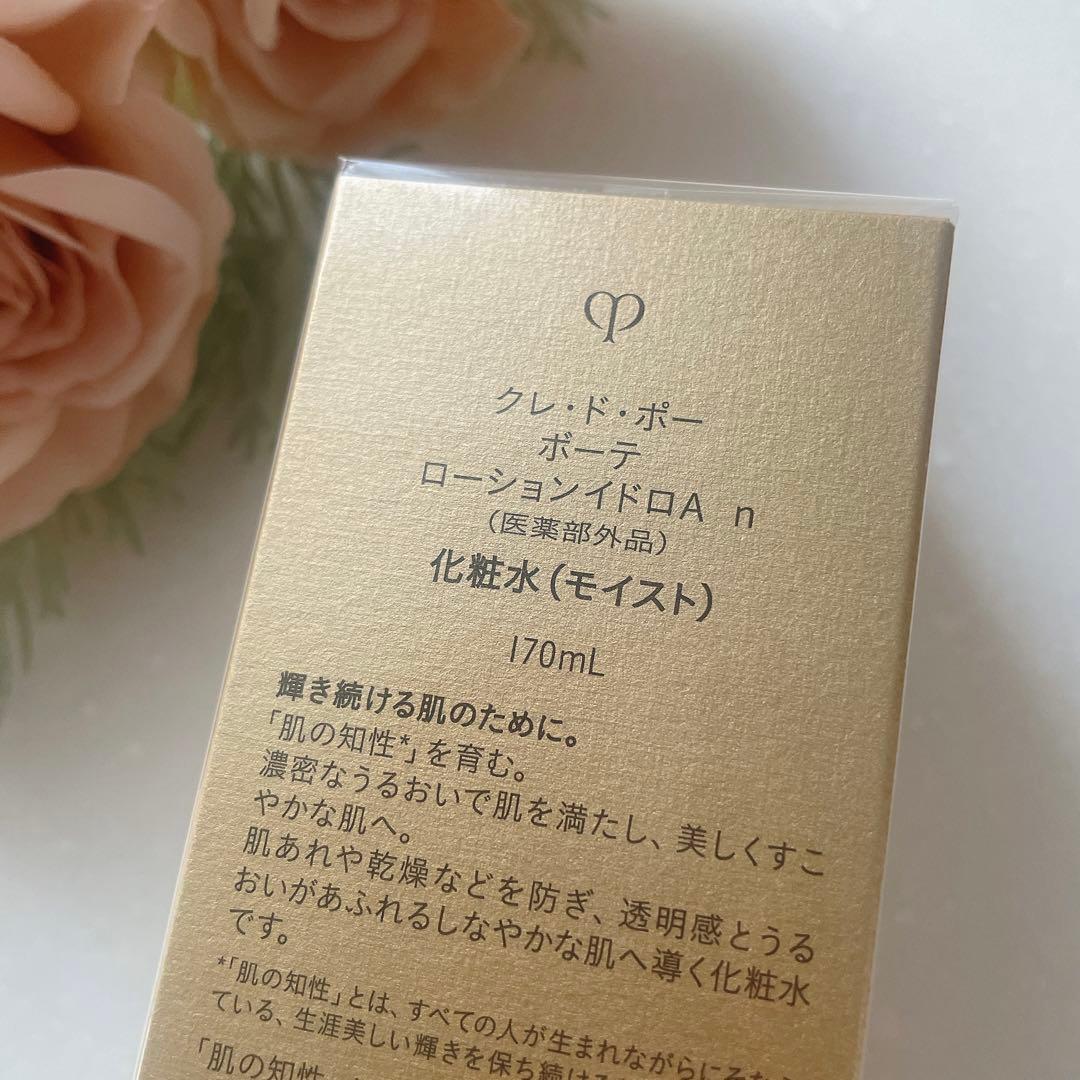 クレ・ド・ポー
ボーテ
ローションイドロA n
(医薬部外品)
化粧水(モイスト)
170mL
輝き続ける肌のために。
「肌の知性*」を育む。
濃密なうるおいで肌を満たし、美しくすこ
やかな肌へ。
肌あれや乾燥などを防ぎ、透明感とうる
おいがあふれるしなやかな肌へ導く化粧水
です。
*「肌の知性」とは、すべての人が生まれながらに
ている、生涯美しい輝きを保ち続ける
「肌の知性